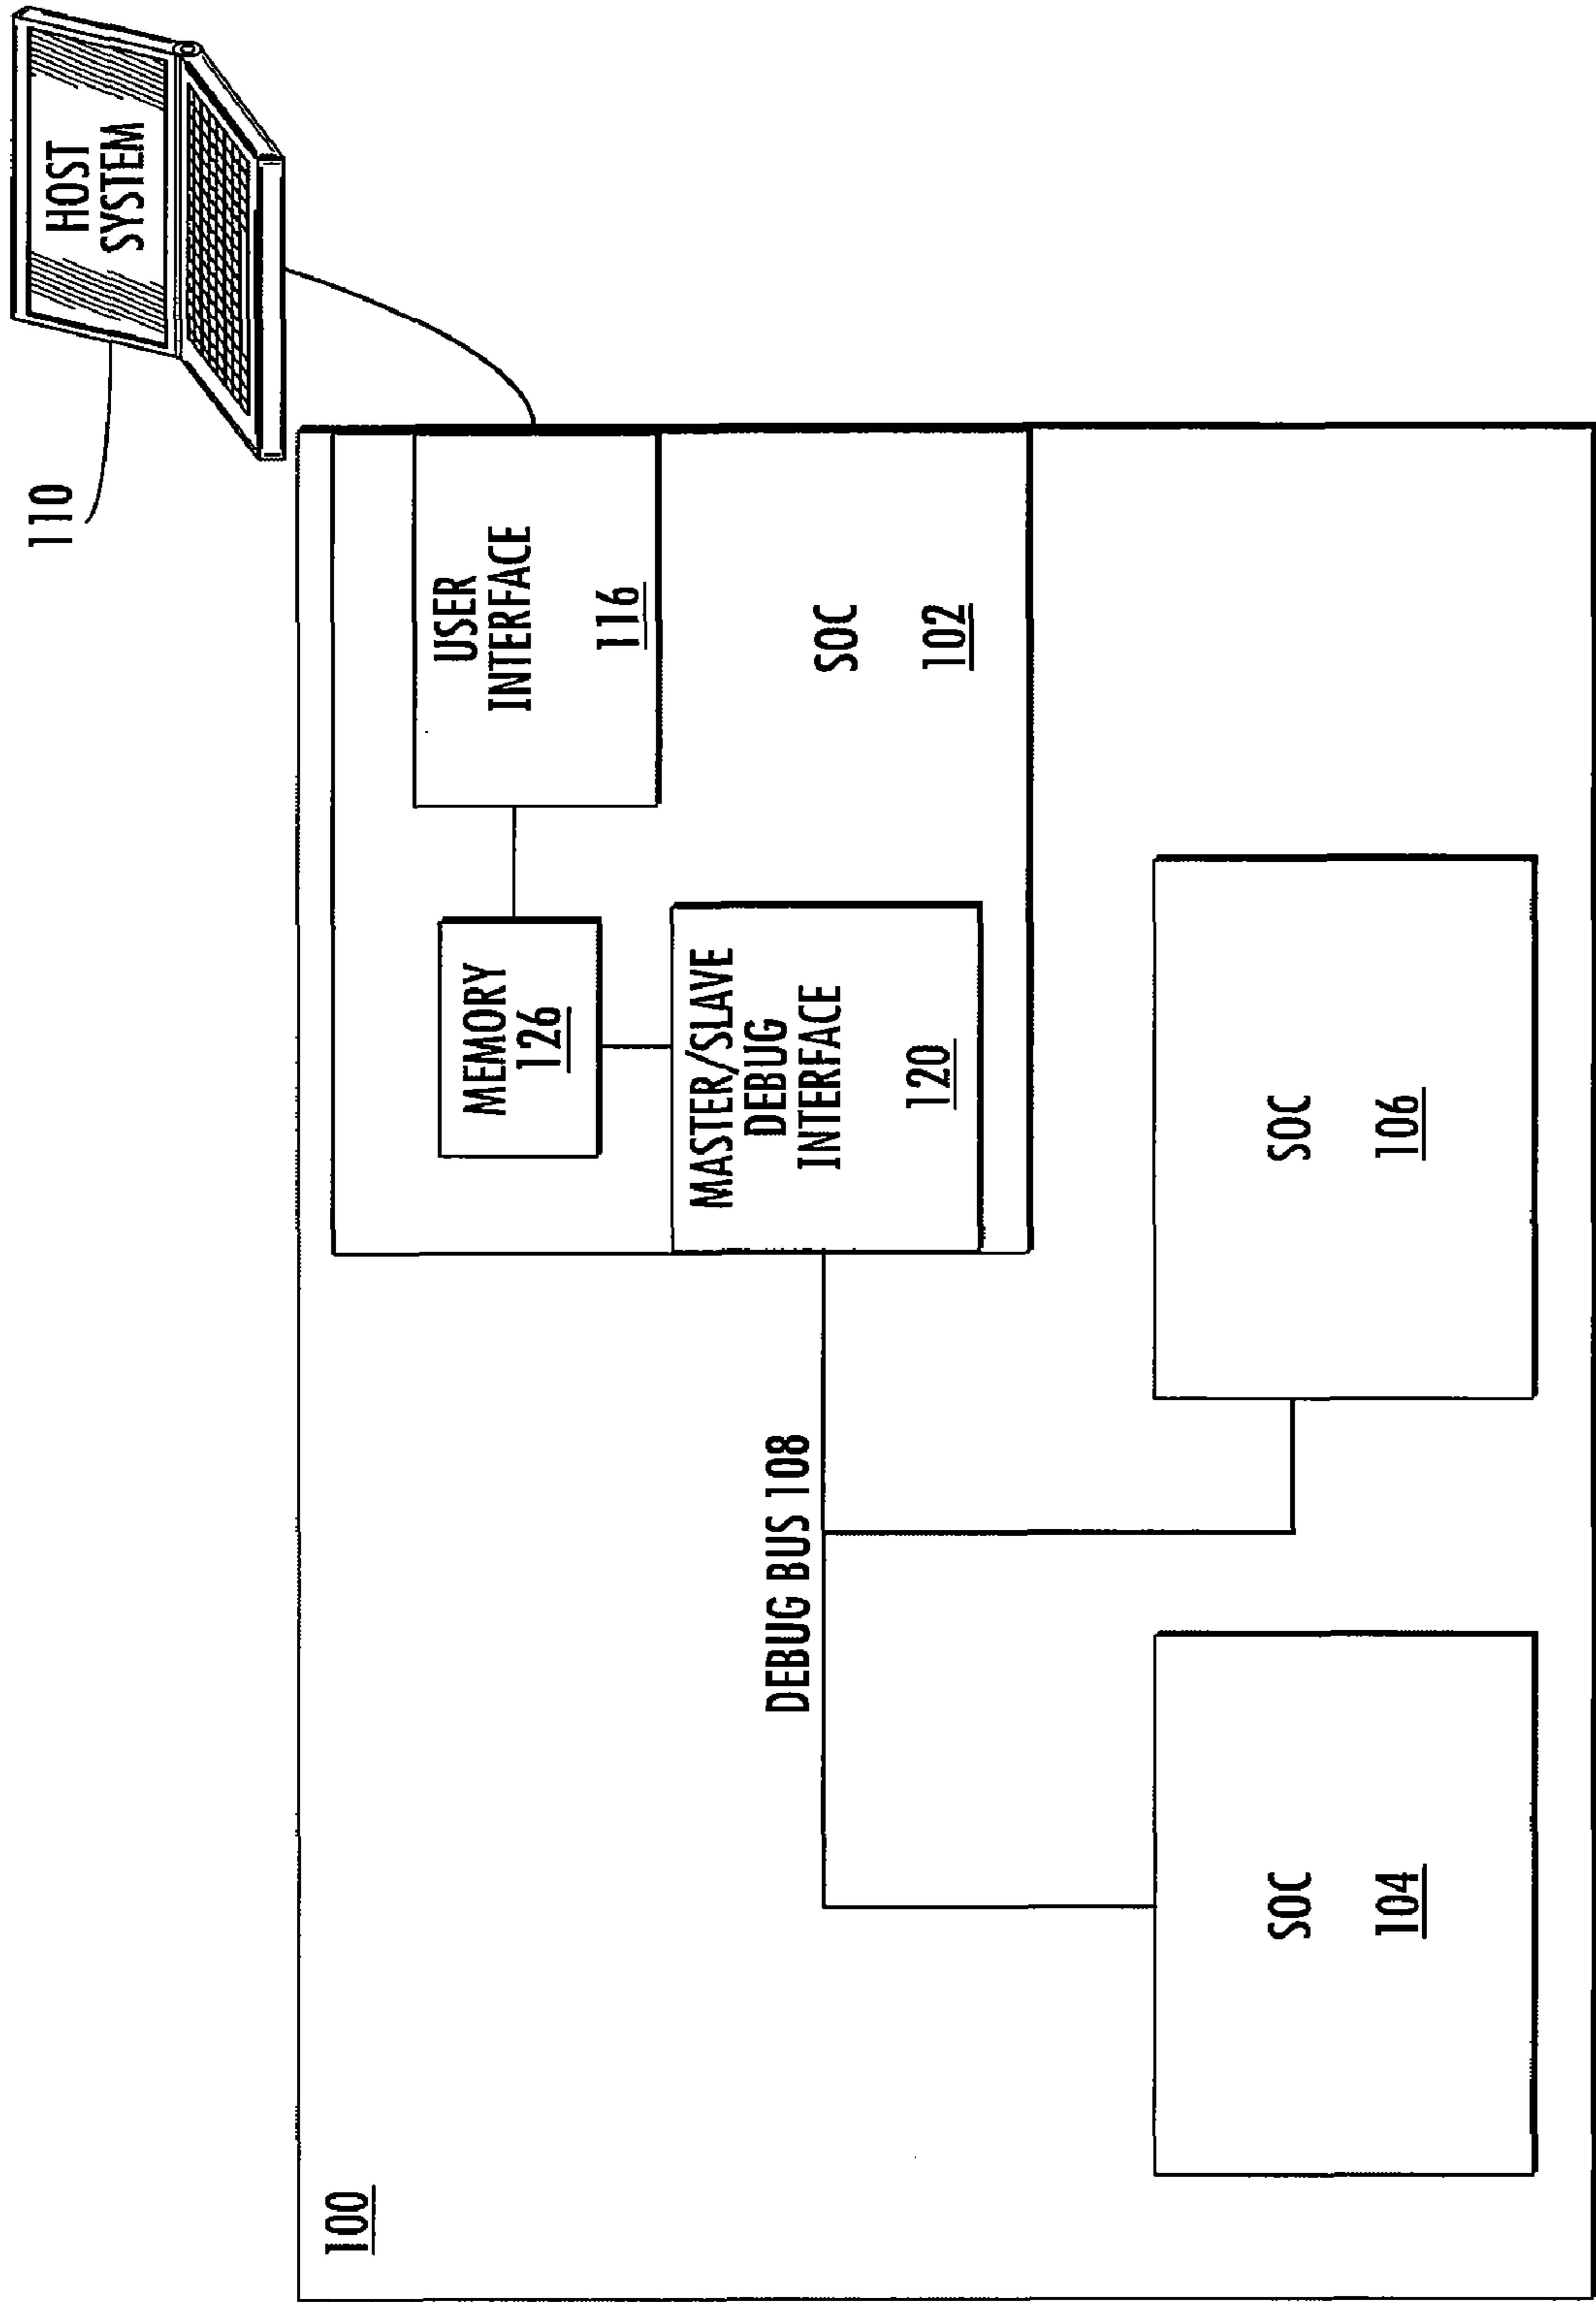 HOST
SYSTEM
110
100
USER
INTERFACE
116
MEMORY
126
MASTER/SLAVE
DEBUG
INTERFACE
120
SOC
102
DEBUG BUS 108
SOC
104
SOC
106